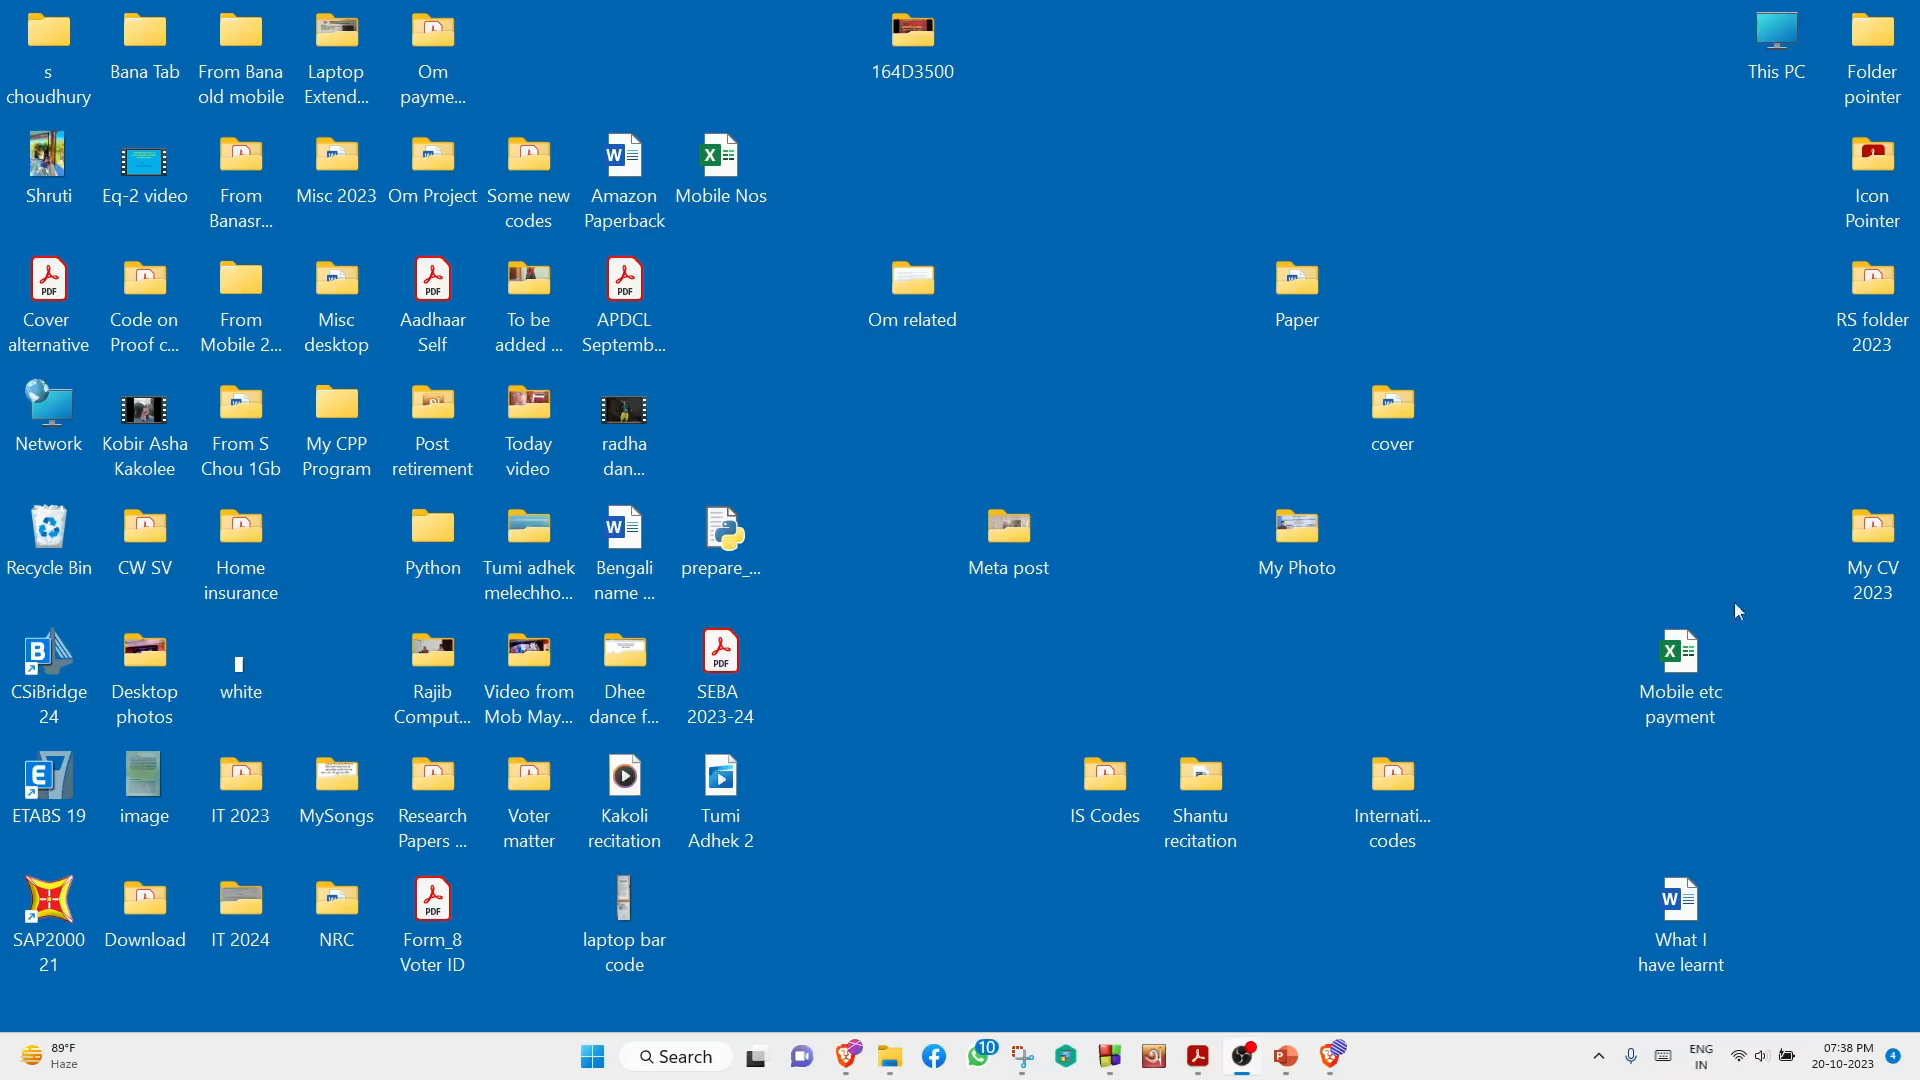 s
choudhury
Bana Tab
From Bana
old mobile
Laptop
Extend...
Om
payme...
164D3500
This PC
Folder
pointer
Shruti
Eq-2 video
From
Banasr...
Misc 2023
Om Project
Some new
codes
Amazon
Paperback
Mobile Nos
Icon
Pointer
Cover
alternative
Code on
Proof c...
From
Mobile 2...
Misc
desktop
Aadhaar
Self
To be
added ...
APDCL
Septemb...
Om related
Paper
RS folder
2023
Network
Kobir Asha
Kakolee
From S
Chou 1Gb
My CPP
Program
Post
retirement
Today
video
radha
dan...
cover
Recycle Bin
CW SV
Home
insurance
Python
Tumi adhek
melechho...
Bengali
name ...
prepare_...
Meta post
My Photo
My CV
2023
CSiBridge
24
Desktop
photos
white
Rajib
Comput...
Video from
Mob May...
Dhee
dance f...
SEBA
2023-24
Mobile etc
payment
ETABS 19
image
IT 2023
MySongs
Research
Papers ...
Voter
matter
Kakoli
recitation
Tumi
Adhek 2
IS Codes
Shantu
recitation
Internati...
codes
SAP2000
21
Download
IT 2024
NRC
Form_8
Voter ID
laptop bar
code
What I
have learnt
89°F
Haze
Search
10
ENG
IN
07:38 PM
20-10-2023
4